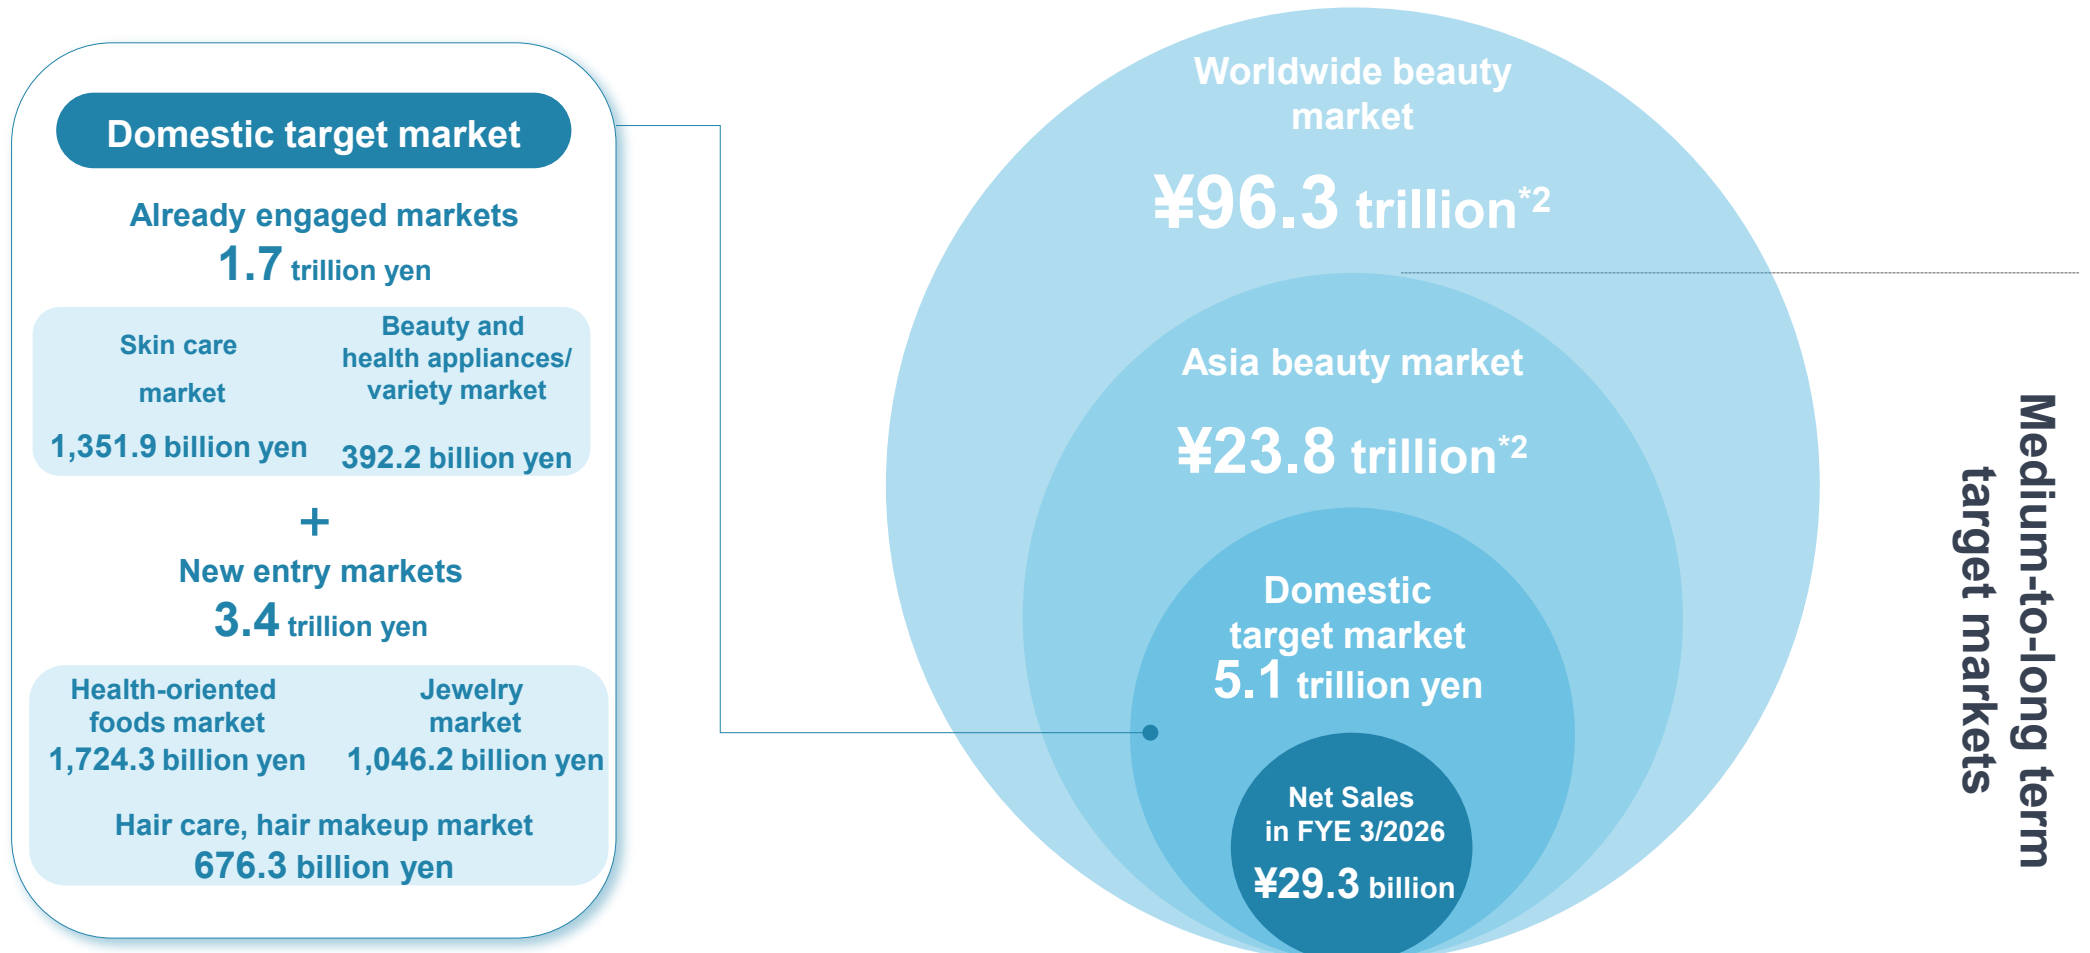 Domestic target market
Already engaged markets
1.7 trillion yen
Skin care
market
1,351.9 billion yen
Beauty and
health appliances/
variety market
392.2 billion yen
+
New entry markets
3.4 trillion yen
Health-oriented
foods market
1,724.3 billion yen
Jewelry
market
1,046.2 billion yen
Hair care, hair makeup market
676.3 billion yen
Worldwide beauty
market
¥96.3 trillion*2
Asia beauty market
¥23.8 trillion*2
Domestic
target market
5.1 trillion yen
Net Sales
in FYE 3/2026
¥29.3 billion
Medium-to-long term
target markets